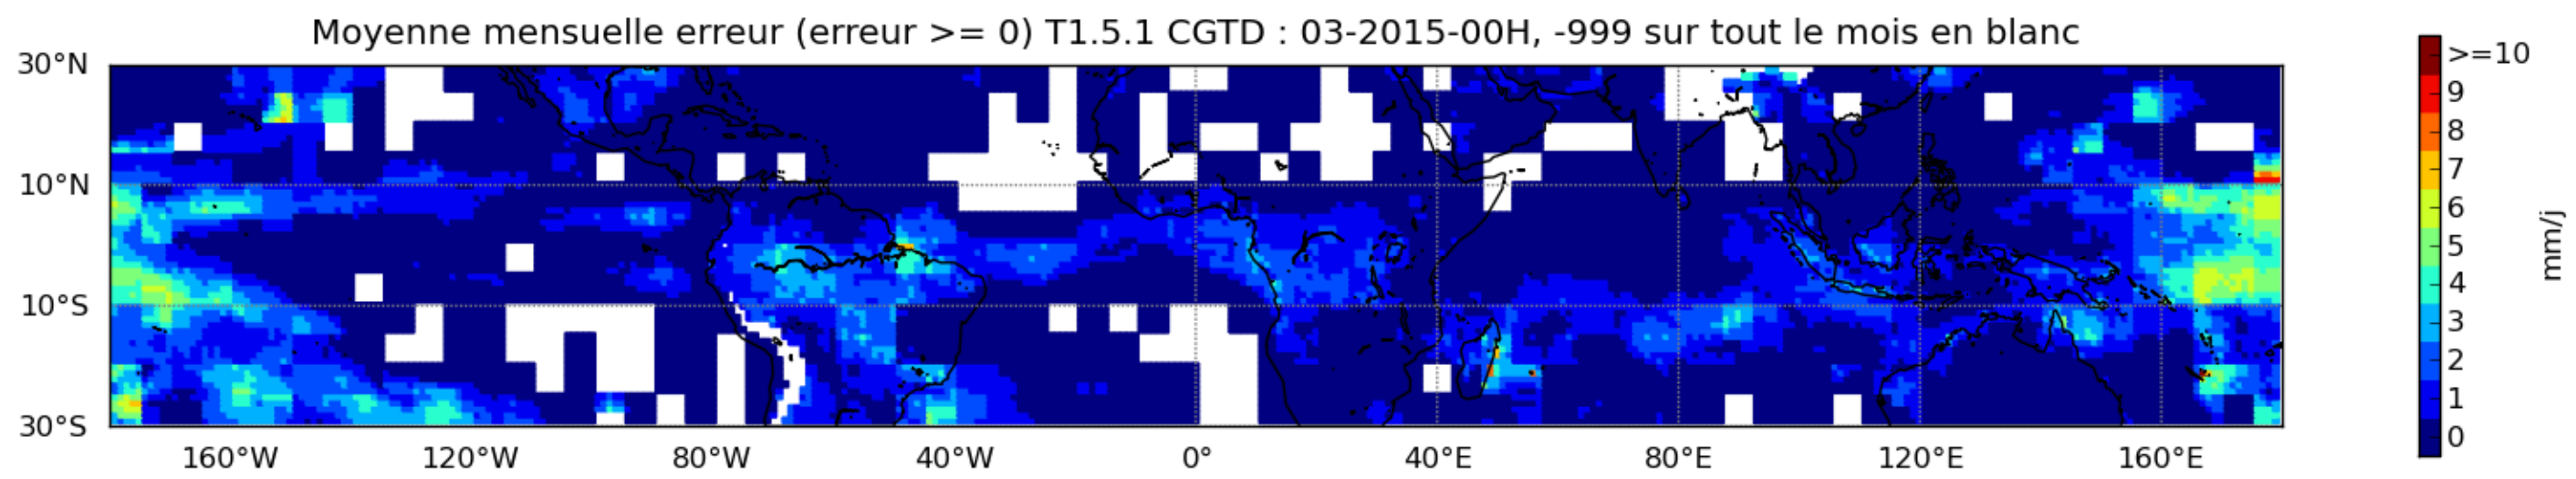 Moyenne mensuelle erreur (erreur >= 0) T1.5.1 CGTD : 03-2015-00H, -999 sur tout le mois en blanc
30°N
10°N
10°S
30°S
160°W 120°W 80°W 40°W 0° 40°E 80°E 120°E 160°E
>=10
9
8
7
6
5
4
3
2
1
0
mm/j